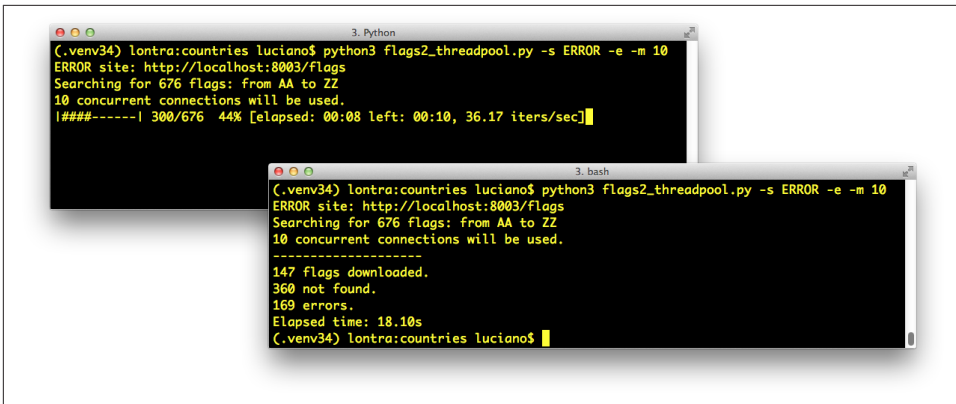 3. Python
(.venv34) lontra:countries luciano$ python3 flags2_threadpool.py -s ERROR -e -m 10
ERROR site: http://localhost:8003/flags
Searching for 676 flags: from AA to ZZ
10 concurrent connections will be used.
|####------| 300/676  44% [elapsed: 00:08 left: 00:10, 36.17 iters/sec]
3. bash
(.venv34) lontra:countries luciano$ python3 flags2_threadpool.py -s ERROR -e -m 10
ERROR site: http://localhost:8003/flags
Searching for 676 flags: from AA to ZZ
10 concurrent connections will be used.
--------------------
147 flags downloaded.
360 not found.
169 errors.
Elapsed time: 18.10s
(.venv34) lontra:countries luciano$